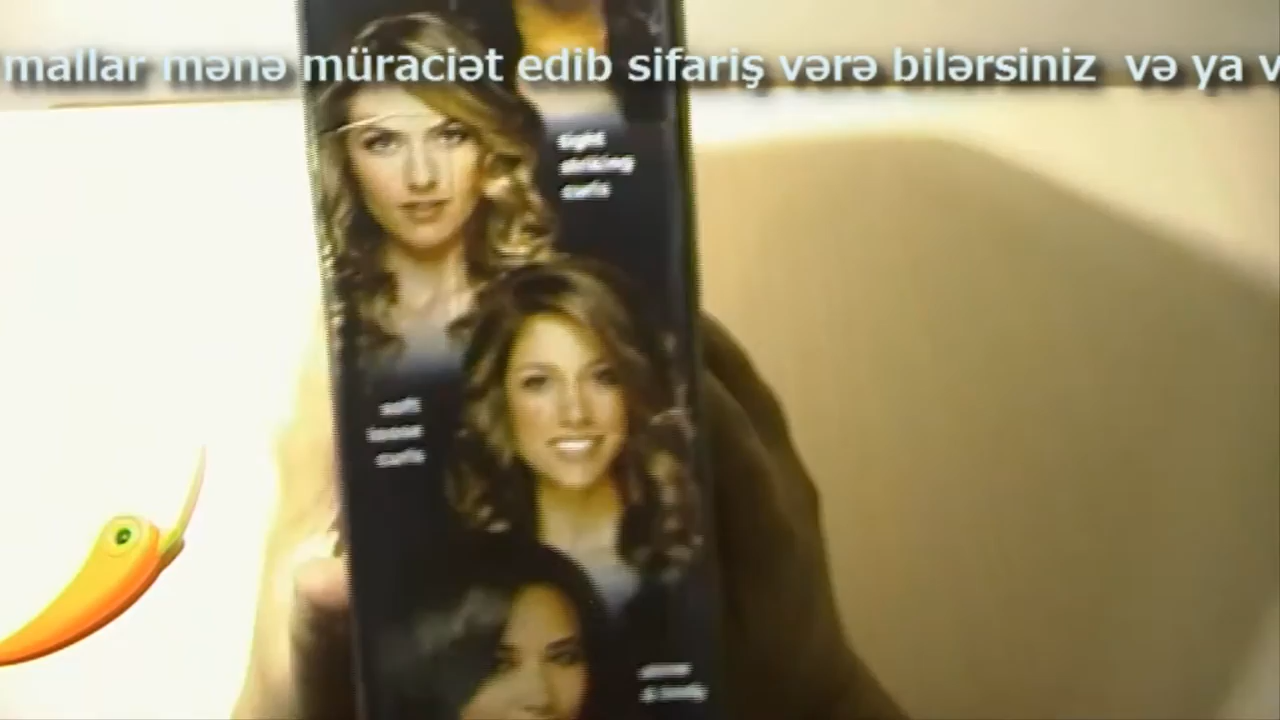 mallar mənə müraciət edib sifariş vərə bilərsiniz və ya v
tight
striking
curls
soft
loose
curls